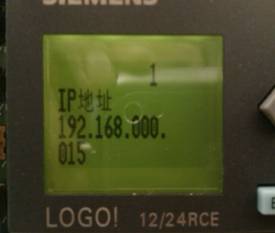 SIEMENS
1
IP地址
192.168.000.
015
LOGO! 12/24RCE